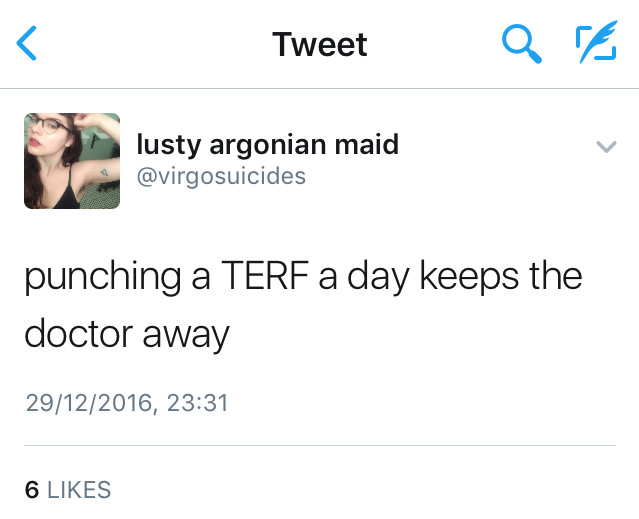 Tweet
lusty argonian maid
@virgosuicides
punching a TERF a day keeps the
doctor away
29/12/2016, 23:31
6 LIKES